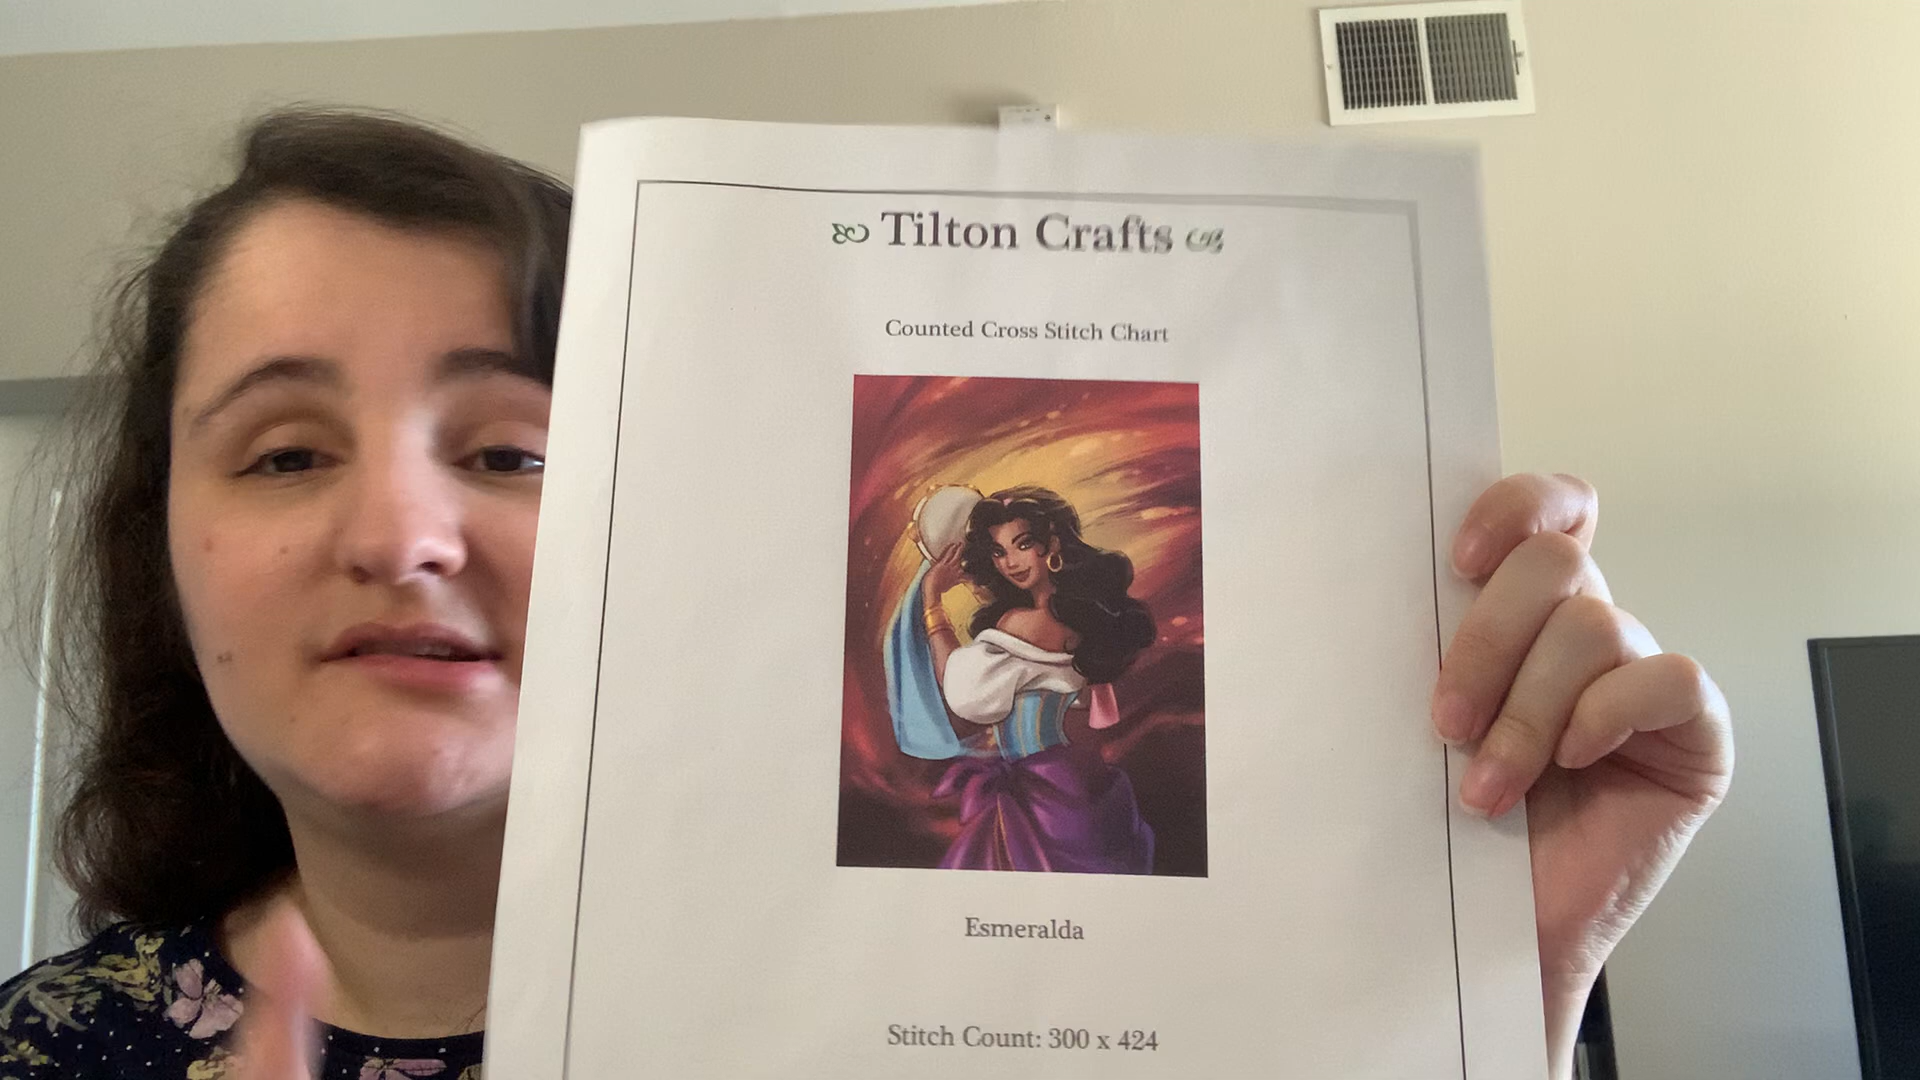 Tilton Crafts
Counted Cross Stitch Chart
Esmeralda
Stitch Count: 300 x 424